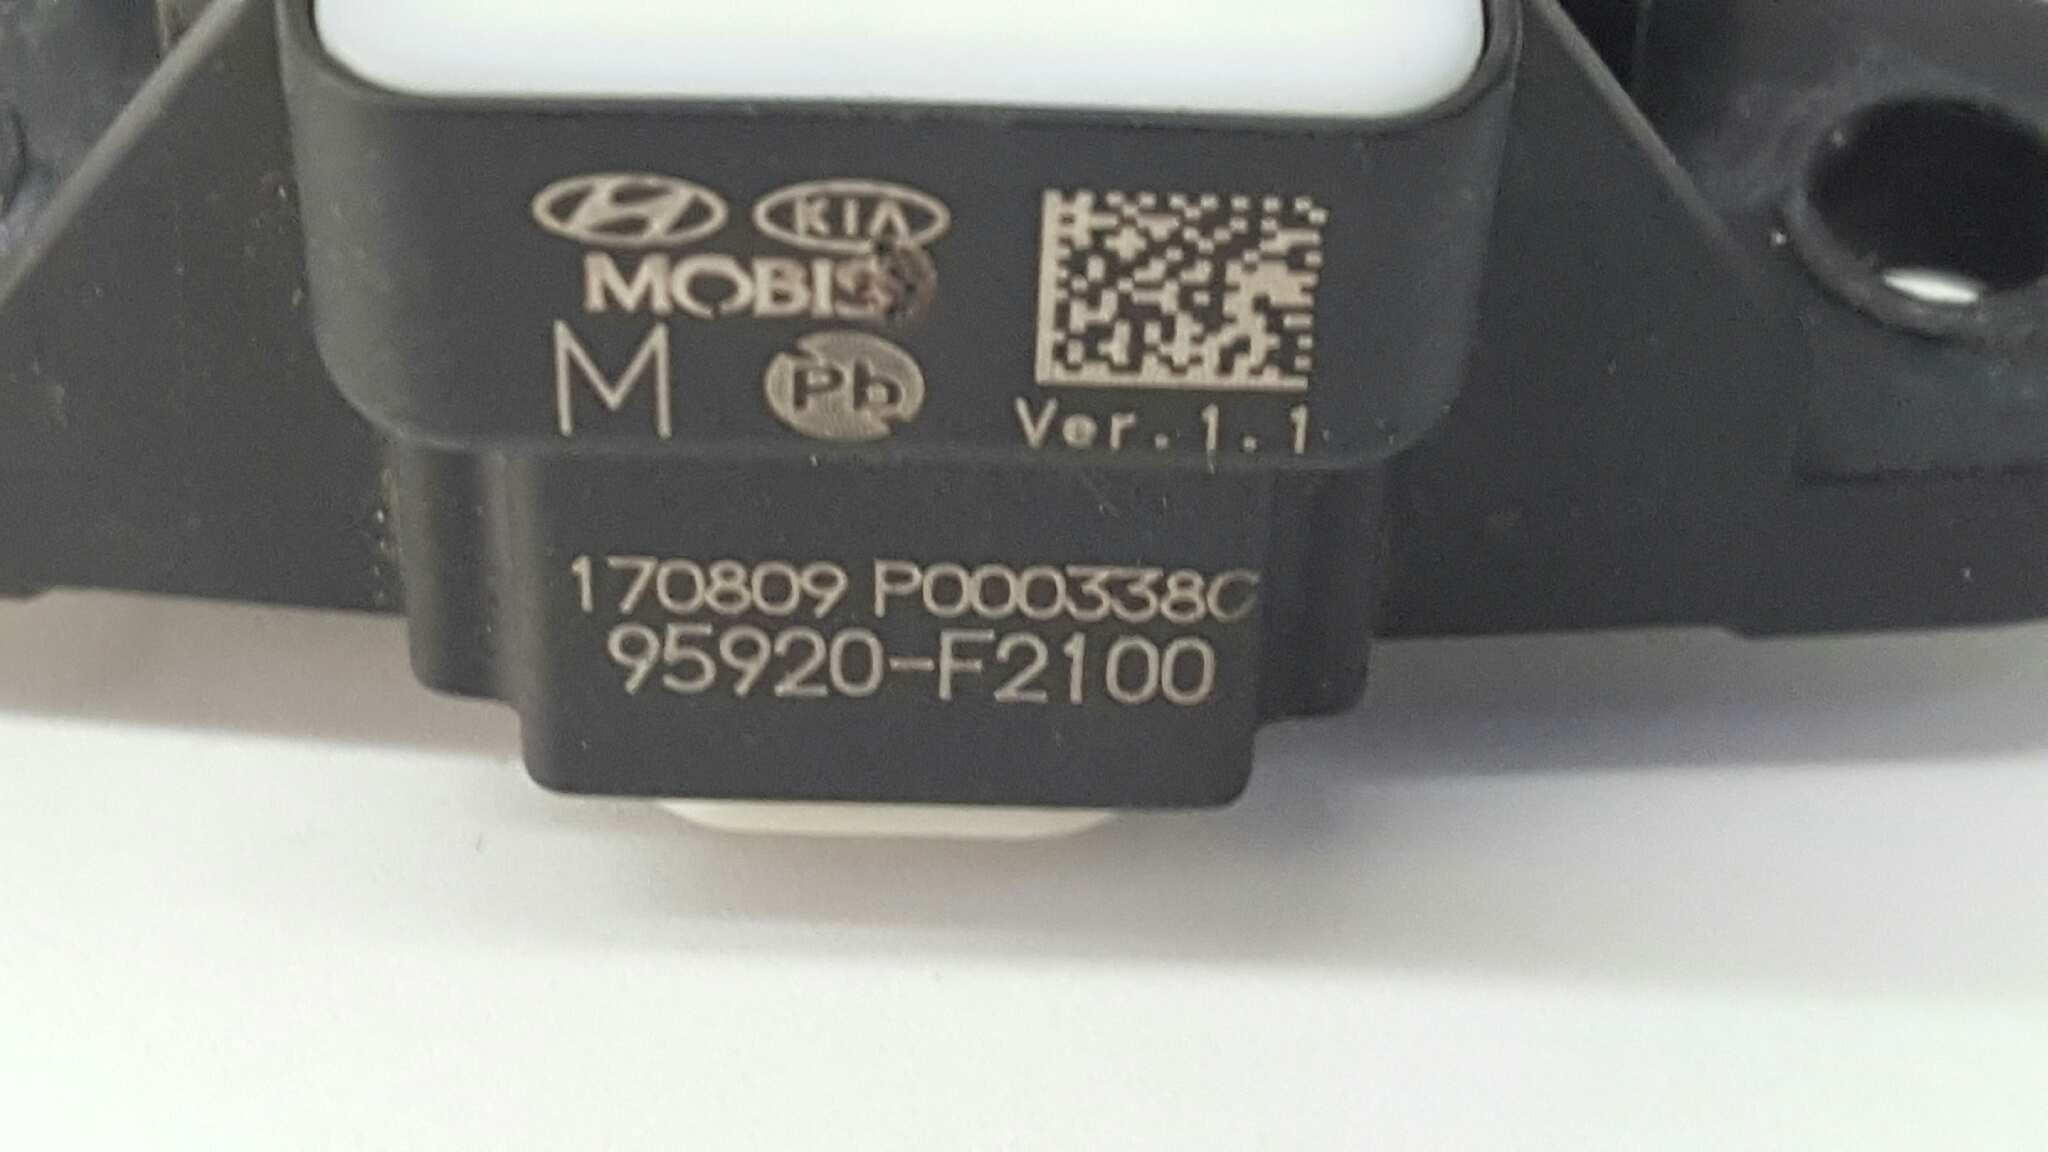 KIA
MOBIS
M Pb
Ver.1.1
170809 P000338C
95920-F2100